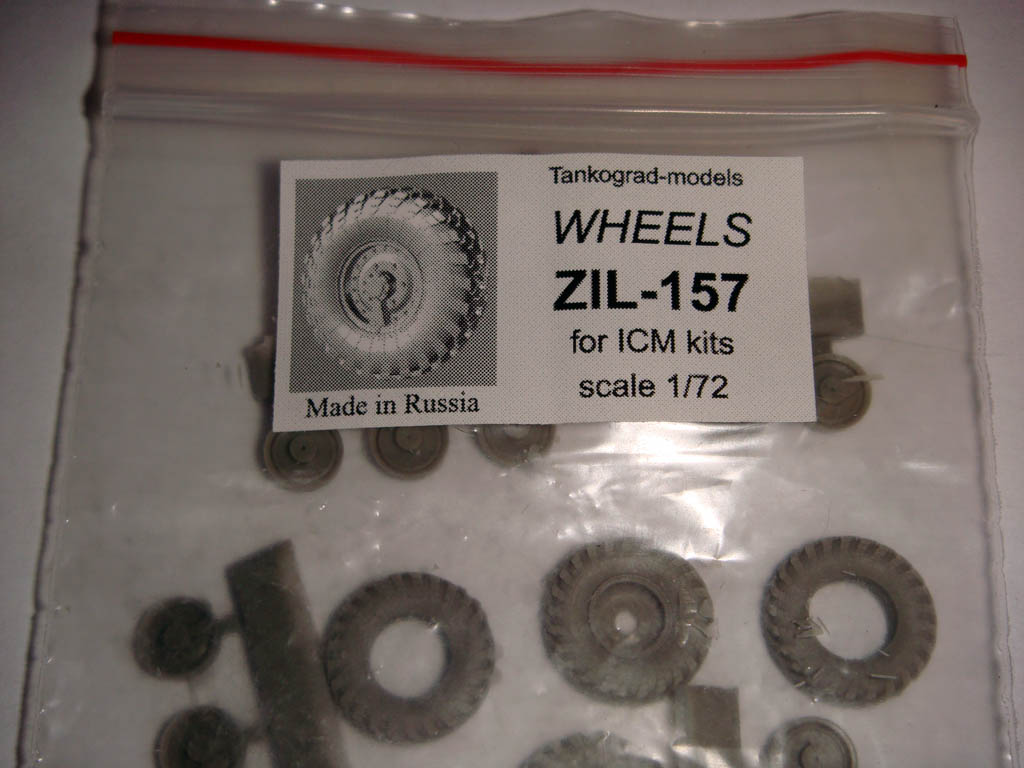 Tankograd-models
WHEELS
ZIL-157
for ICM kits
scale 1/72
Made in Russia